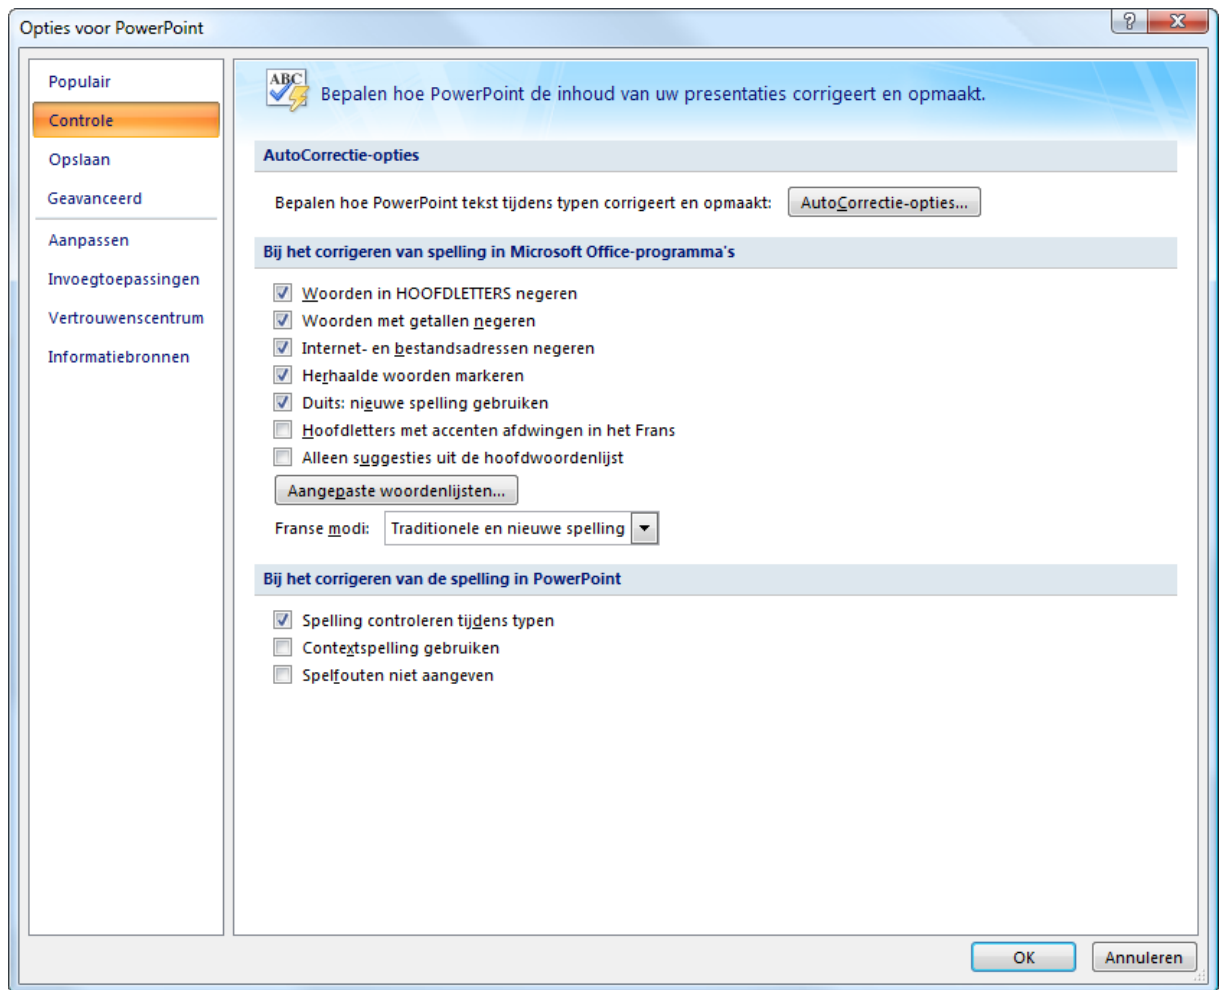 Opties voor PowerPoint
Populair
Controle
Opslaan
Geavanceerd
Aanpassen
Invoegtoepassingen
Vertrouwenscentrum
Informatiebronnen
ABC
Bepalen hoe PowerPoint de inhoud van uw presentaties corrigeert en opmaakt.
AutoCorrectie-opties
Bepalen hoe PowerPoint tekst tijdens typen corrigeert en opmaakt: AutoCorrectie-opties...
Bij het corrigeren van spelling in Microsoft Office-programma's
Woorden in HOOFDLETTERS negeren
Woorden met getallen negeren
Internet- en bestandsadressen negeren
Herhaalde woorden markeren
Duits: nieuwe spelling gebruiken
Hoofdletters met accenten afdwingen in het Frans
Alleen suggesties uit de hoofdwoordenlijst
Aangepaste woordenlijsten...
Franse modi: Traditionele en nieuwe spelling
Bij het corrigeren van de spelling in PowerPoint
Spelling controleren tijdens typen
Contextspelling gebruiken
Spelfouten niet aangeven
OK Annuleren